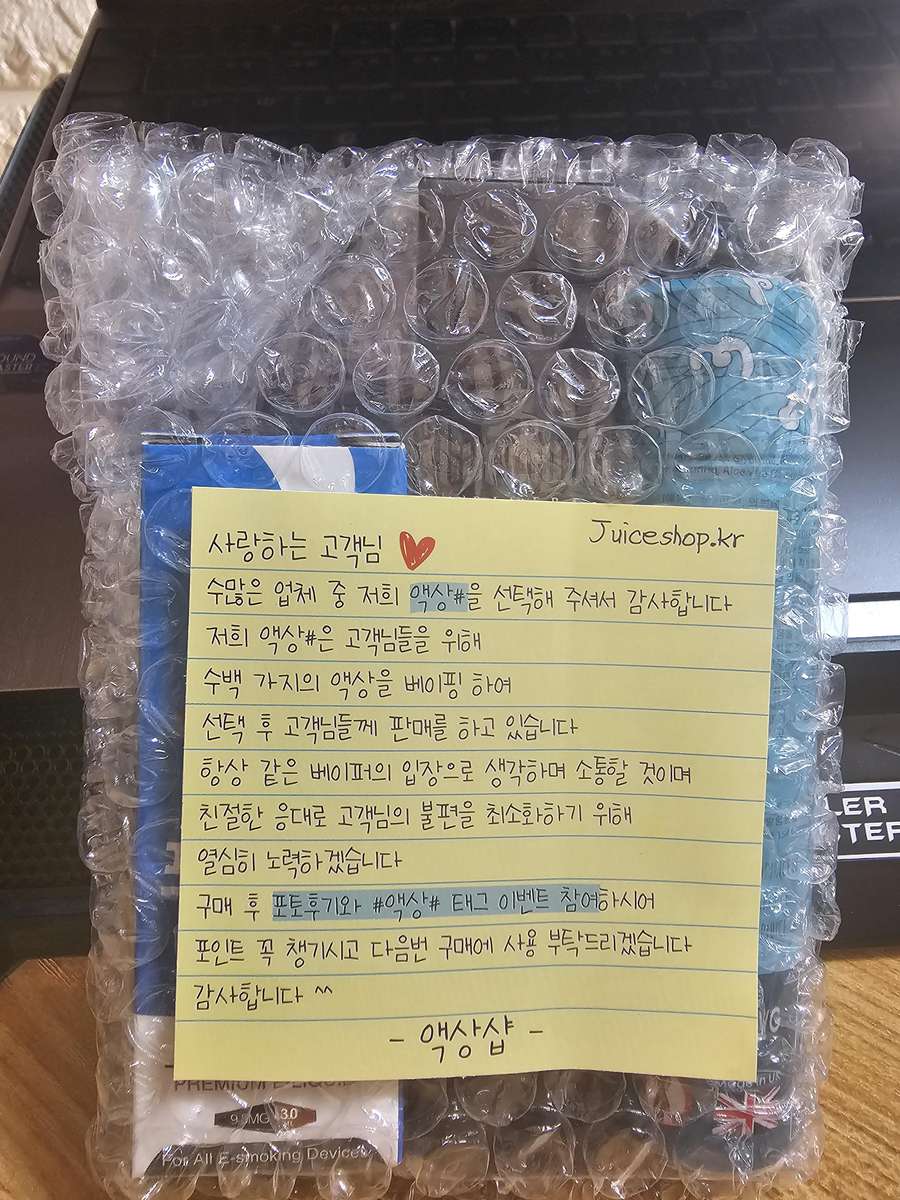 사랑하는 고객님
Juiceshop.kr
수많은 업체 중 저희 액상#을 선택해 주셔서 감사합니다
저희 액상#은 고객님들을 위해
수백 가지의 액상을 베이핑 하여
선택 후 고객님들께 판매를 하고 있습니다
항상 같은 베이퍼의 입장으로 생각하며 소통할 것이며
친절한 응대로 고객님의 불편을 최소화하기 위해
열심히 노력하겠습니다
구매 후 포토후기와 #액상# 태그 이벤트 참여하시어
포인트 꼭 챙기시고 다음번 구매에 사용 부탁드리겠습니다
감사합니다 ^^
- 액상샵 -
PREMIUM
9.8MG 30
For All E-smoking Devices